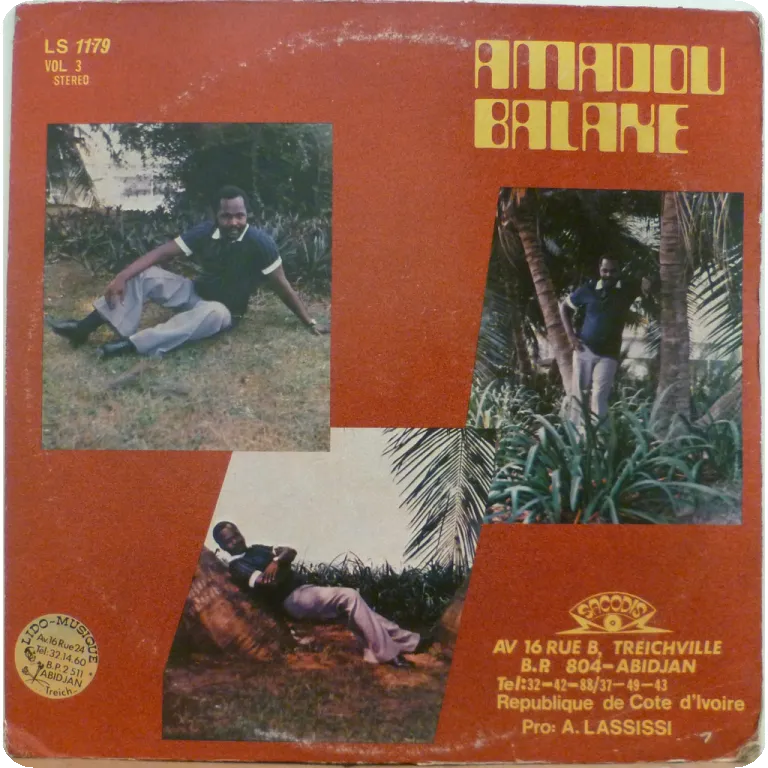 LS 1179
VOL 3
STEREO
AMADOU
BALAKE
SACODIS
AV 16 RUE B, TREICHVILLE
B.P. 804-ABIDJAN
Tel:32-42-88/37-49-43
Republique de Cote d'Ivoire
Pro: A. LASSISSI
LIDO-MUSIQUE
Av.16 Rue 24
Tel:32.14.60
B.P. 2511
ABIDJAN
Treich.